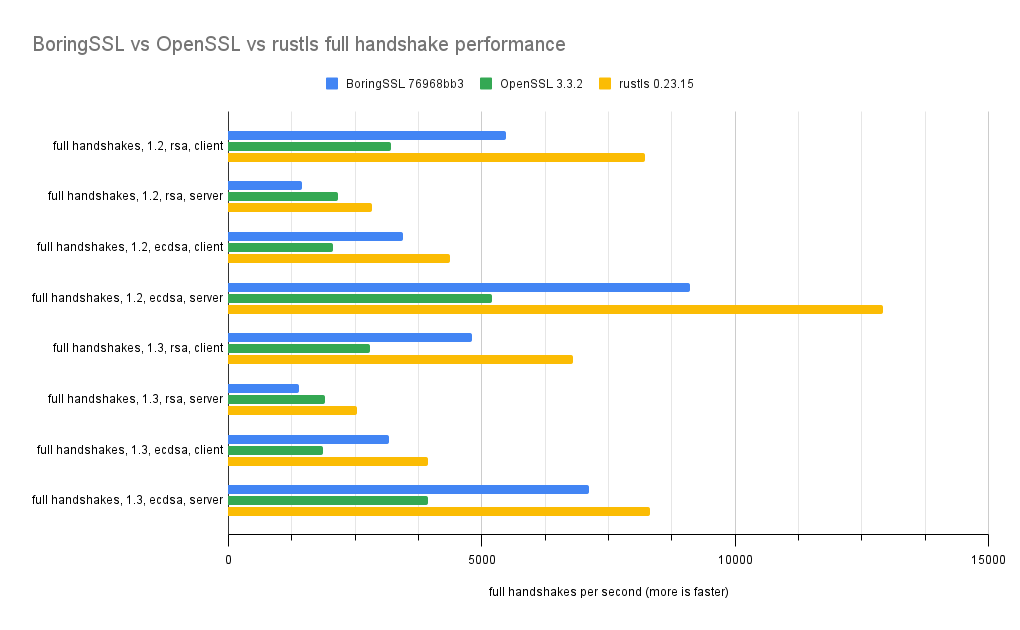 BoringSSL vs OpenSSL vs rustls full handshake performance
BoringSSL 76968bb3 OpenSSL 3.3.2 rustls 0.23.15
full handshakes, 1.2, rsa, client
full handshakes, 1.2, rsa, server
full handshakes, 1.2, ecdsa, client
full handshakes, 1.2, ecdsa, server
full handshakes, 1.3, rsa, client
full handshakes, 1.3, rsa, server
full handshakes, 1.3, ecdsa, client
full handshakes, 1.3, ecdsa, server
0 5000 10000 15000
full handshakes per second (more is faster)